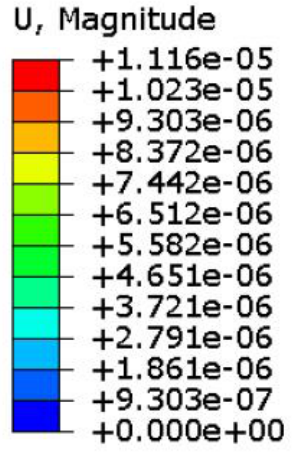 U, Magnitude
+1.116e-05
+1.023e-05
+9.303e-06
+8.372e-06
+7.442e-06
+6.512e-06
+5.582e-06
+4.651e-06
+3.721e-06
+2.791e-06
+1.861e-06
+9.303e-07
+0.000e+00